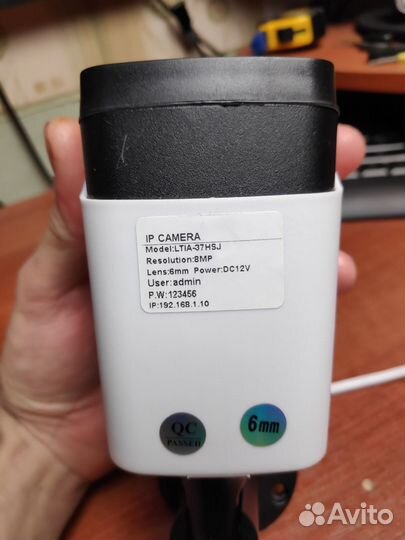 IP CAMERA
Model:LTIA-37HSJ
Resolution:8MP
Lens:6mm Power:DC12V
User:admin
P.W:123456
IP:192.168.1.10
QC
PASSED
6mm
Avito